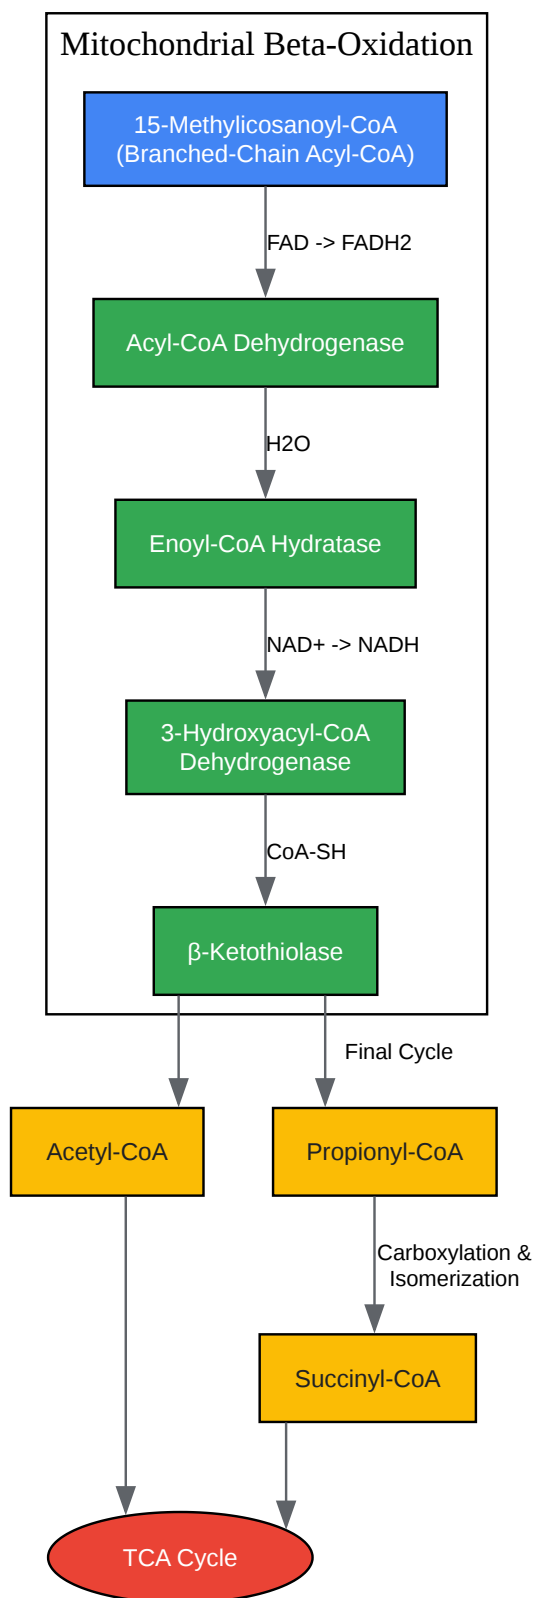 Mitochondrial Beta-Oxidation
15-Methylicosanoyl-CoA
(Branched-Chain Acyl-CoA)
FAD -> FADH2
Acyl-CoA Dehydrogenase
H2O
Enoyl-CoA Hydratase
NAD+ -> NADH
3-Hydroxyacyl-CoA
Dehydrogenase
CoA-SH
β-Ketothiolase
Final Cycle
Acetyl-CoA
Propionyl-CoA
Carboxylation &
Isomerization
Succinyl-CoA
TCA Cycle